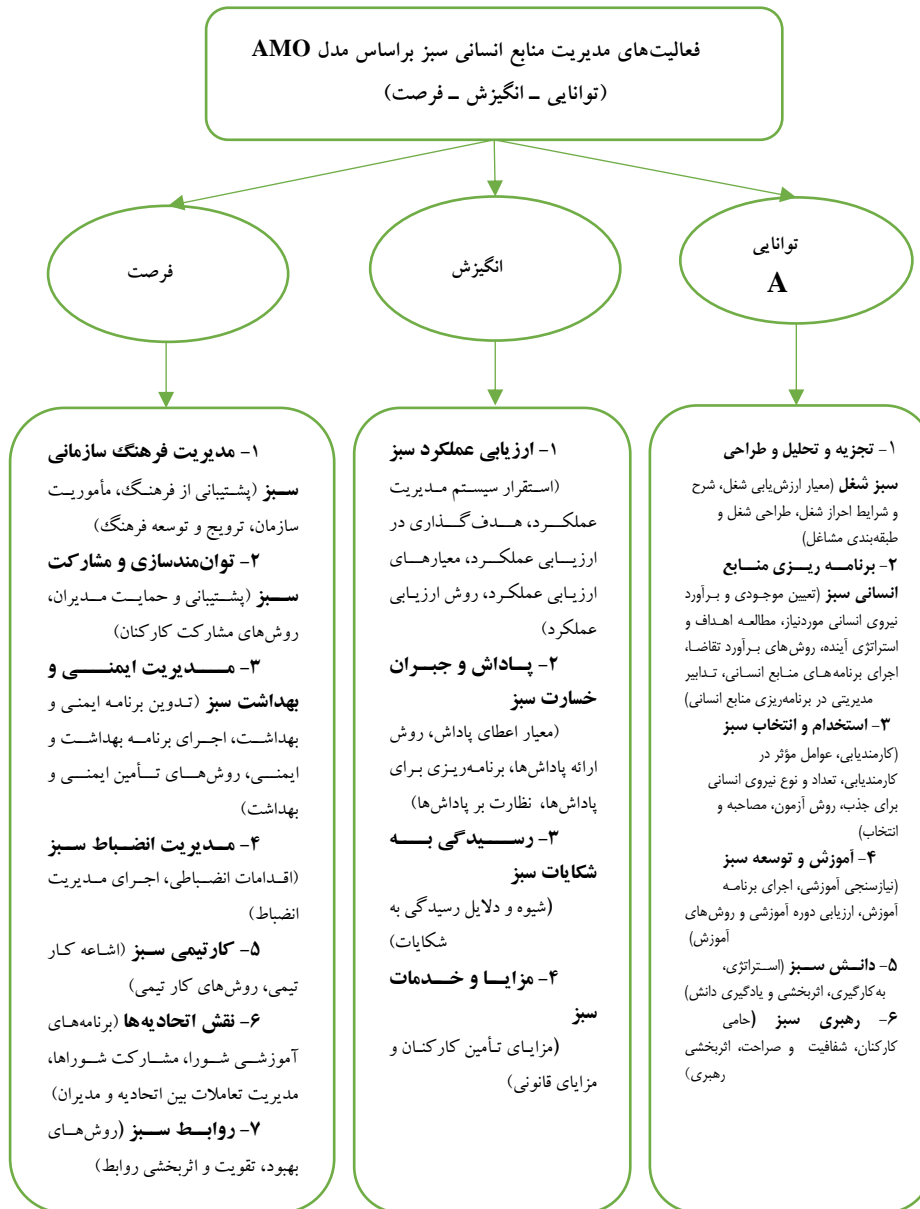 فعالیت‌های مدیریت منابع انسانی سبز براساس مدل AMO
(توانایی – انگیزش – فرصت)
توانایی
A
انگیزش
فرصت
۱- تجزیه و تحلیل و طراحی
سبز شغل (معیار ارزش‌یابی شغل، شرح
و شرایط احراز شغل، طراحی شغل و
طبقه‌بندی مشاغل)
۲- برنامه ریزی منابع
انسانی سبز (تعیین موجودی و برآورد
نیروی انسانی موردنیاز، مطالعه اهداف و
استراتژی آینده، روش‌های برآورد تقاضا،
اجرای برنامه‌های منابع انسانی، تدابیر
مدیریتی در برنامه‌ریزی منابع انسانی)
۳- استخدام و انتخاب سبز
(کارمندیابی، عوامل مؤثر در
کارمندیابی، تعداد و نوع نیروی انسانی
برای جذب، روش آزمون، مصاحبه و
انتخاب)
۴- آموزش و توسعه سبز
(نیازسنجی آموزشی، اجرای برنامه
آموزش، ارزیابی دوره آموزشی و روش‌های
آموزش)
۵- دانش سبز (استراتژی،
به‌کارگیری، اثربخشی و یادگیری دانش)
۶- رهبری سبز (حامی
کارکنان، شفافیت و صراحت، اثربخشی
رهبری)
۱- ارزیابی عملکرد سبز
(استقرار سیستم مدیریت
عملکرد، هدف‌گذاری در
ارزیابی عملکرد، معیارهای
ارزیابی عملکرد، روش ارزیابی
عملکرد)
۲- پاداش و جبران
خسارت سبز
(معیار اعطای پاداش، روش
ارائه پاداش‌ها، برنامه‌ریزی برای
پاداش‌ها، نظارت بر پاداش‌ها)
۳- رسیدگی به
شکایات سبز
(شیوه و دلایل رسیدگی به
شکایات)
۴- مزایا و خدمات
سبز
(مزایای تأمین کارکنان و
مزایای قانونی)
۱- مدیریت فرهنگ سازمانی
سبز (پشتیبانی از فرهنگ، مأموریت
سازمان، ترویج و توسعه فرهنگ)
۲- توان‌مندسازی و مشارکت
سبز (پشتیبانی و حمایت مدیران،
روش‌های مشارکت کارکنان)
۳- مدیریت ایمنی و
بهداشت سبز (تدوین برنامه ایمنی و
بهداشت، اجرای برنامه بهداشت و
ایمنی، روش‌های تأمین ایمنی و
بهداشت)
۴- مدیریت انضباط سبز
(اقدامات انضباطی، اجرای مدیریت
انضباط)
۵- کارتیمی سبز (اشاعه کار
تیمی، روش‌های کار تیمی)
۶- نقش اتحادیه‌ها (برنامه‌های
آموزشی شورا، مشارکت شوراها،
مدیریت تعاملات بین اتحادیه و مدیران)
۷- روابط سبز (روش‌های
بهبود، تقویت و اثربخشی روابط)